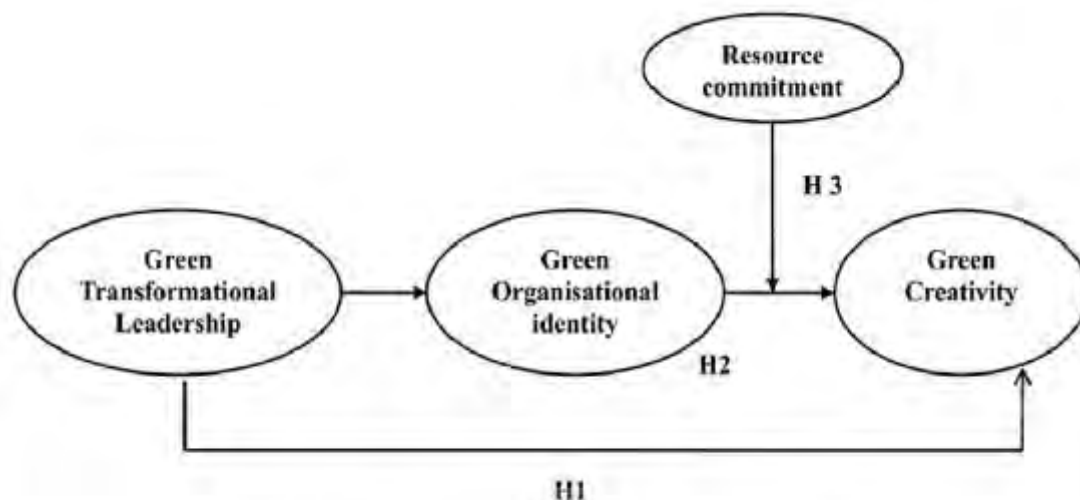 Resource
commitment
H 3
Green
Transformational
Leadership
Green
Organisational
identity
Green
Creativity
H2
H1